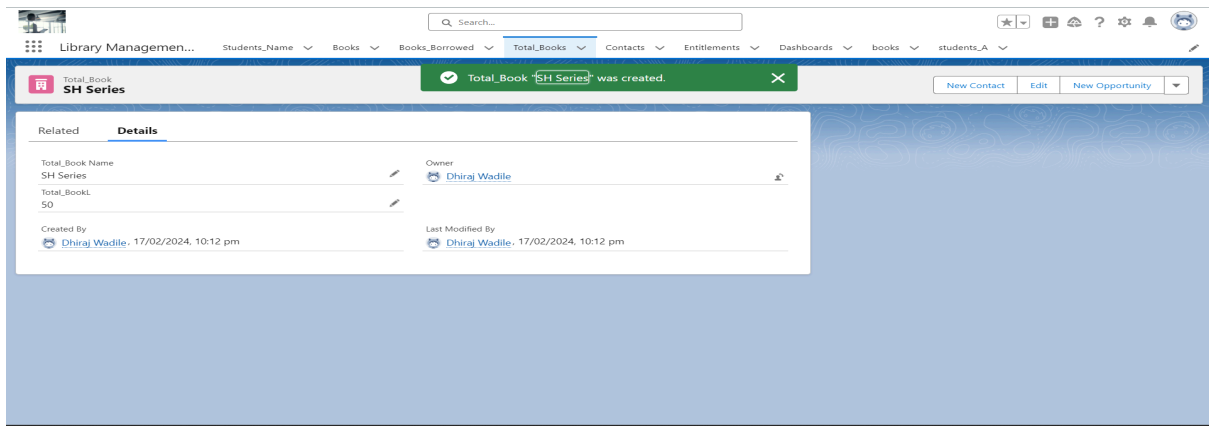 Search...
Library Managemen... Students_Name Books Books_Borrowed Total_Books Contacts Entitlements Dashboards books students_A
Total_Book
SH Series
Total_Book "SH Series" was created.
New Contact Edit New Opportunity
Related Details
Total_Book Name
SH Series
Owner
Dhiraj Wadile
Total_BookL
50
Created By
Dhiraj Wadile, 17/02/2024, 10:12 pm
Last Modified By
Dhiraj Wadile, 17/02/2024, 10:12 pm